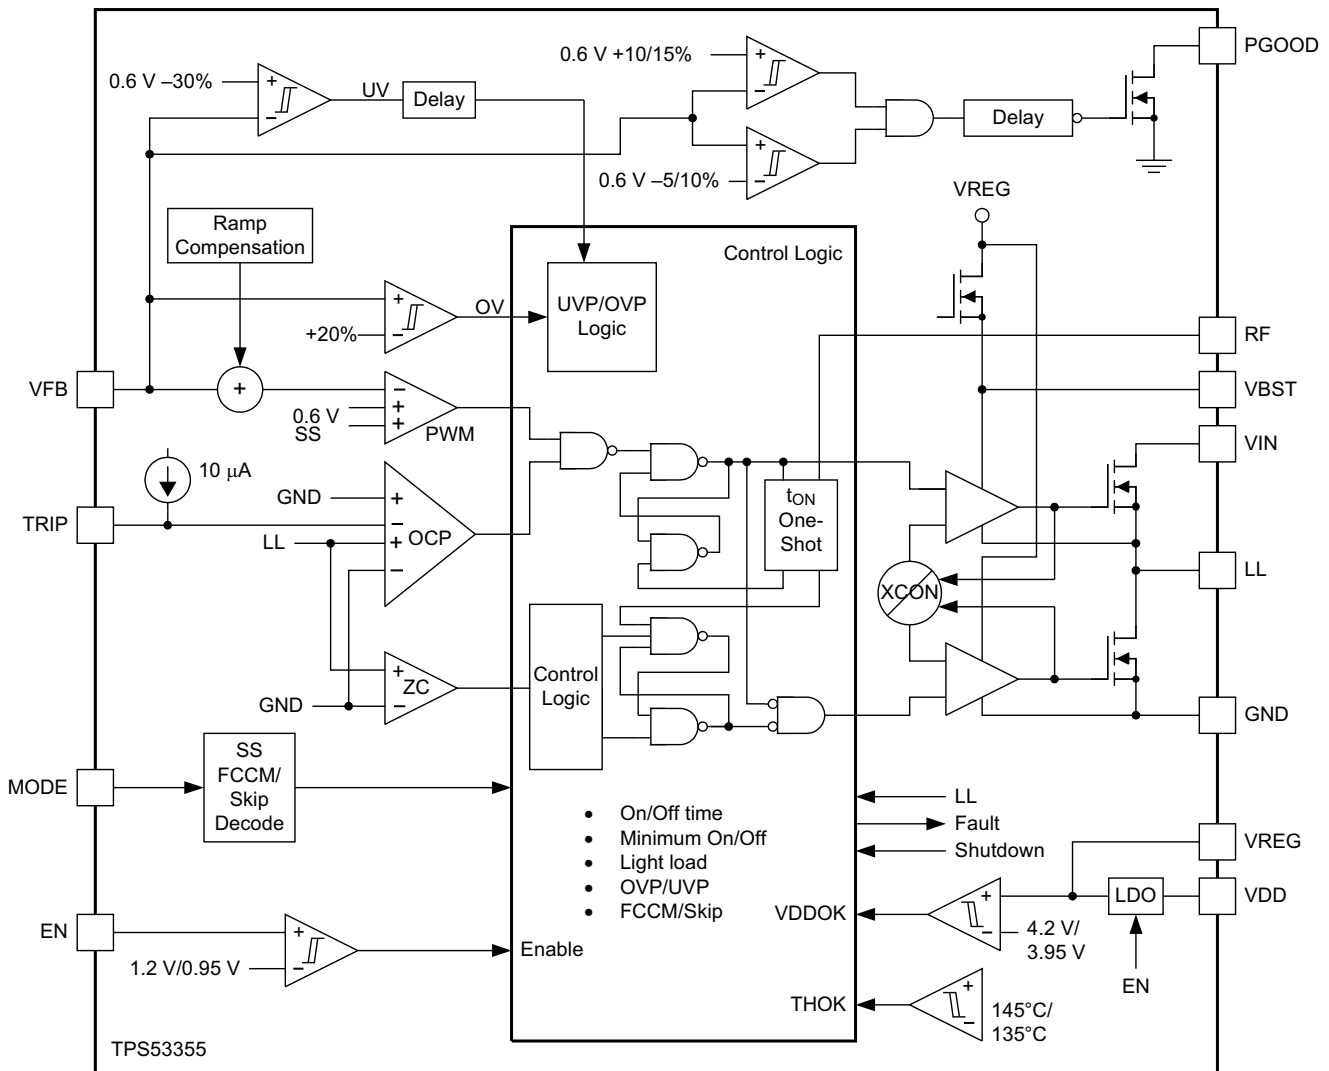 PGOOD
0.6 V +10/15%
0.6 V –30%
+
–
UV
Delay
+
–
Delay
+
–
0.6 V –5/10%
VREG
Ramp
Compensation
Control Logic
+
–
OV
+20%
UVP/OVP
Logic
RF
VFB
+
–
+
+
0.6 V
SS
PWM
VBST
VIN
10 μA
GND
TRIP
LL
+
–
+
–
OCP
tON
One-
Shot
XCON
LL
+
–
ZC
GND
Control
Logic
GND
MODE
SS
FCCM/
Skip
Decode
• On/Off time
• Minimum On/Off
• Light load
• OVP/UVP
• FCCM/Skip
LL
Fault
Shutdown
VREG
VDD
LDO
VDDOK
+
–
4.2 V/
3.95 V
EN
EN
+
–
1.2 V/0.95 V
Enable
THOK
+
–
145°C/
135°C
TPS53355